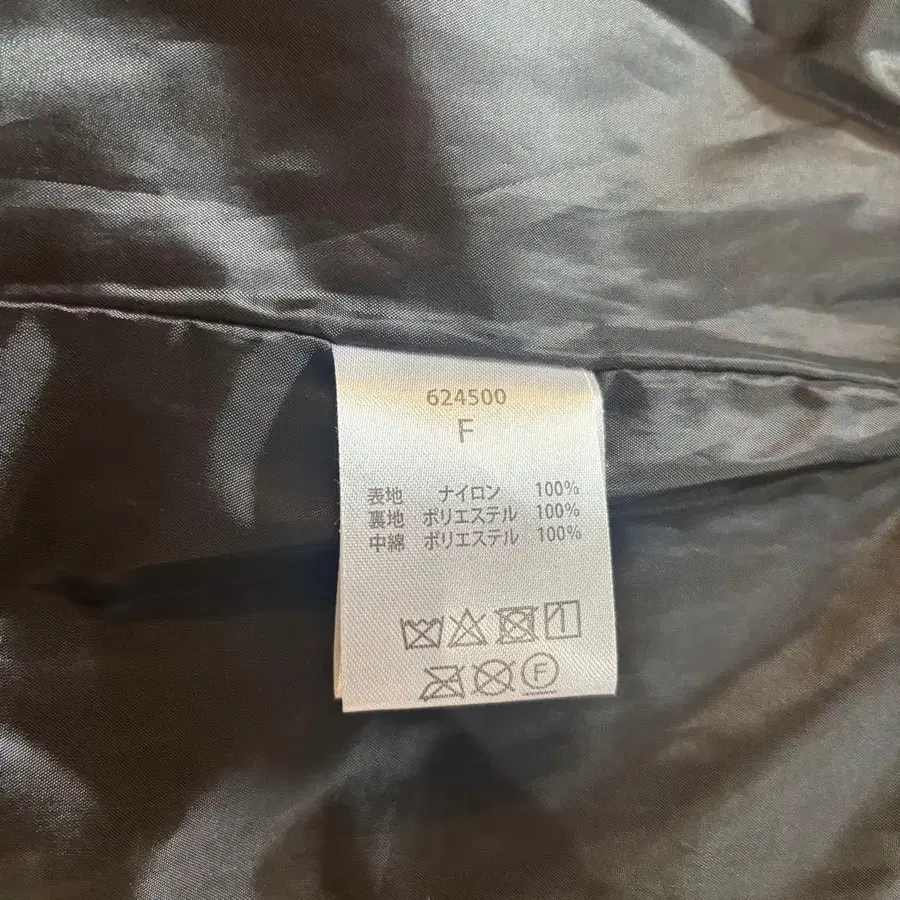 624500
F
表地 ナイロン 100%
裏地 ポリエステル 100%
中綿 ポリエステル 100%
F